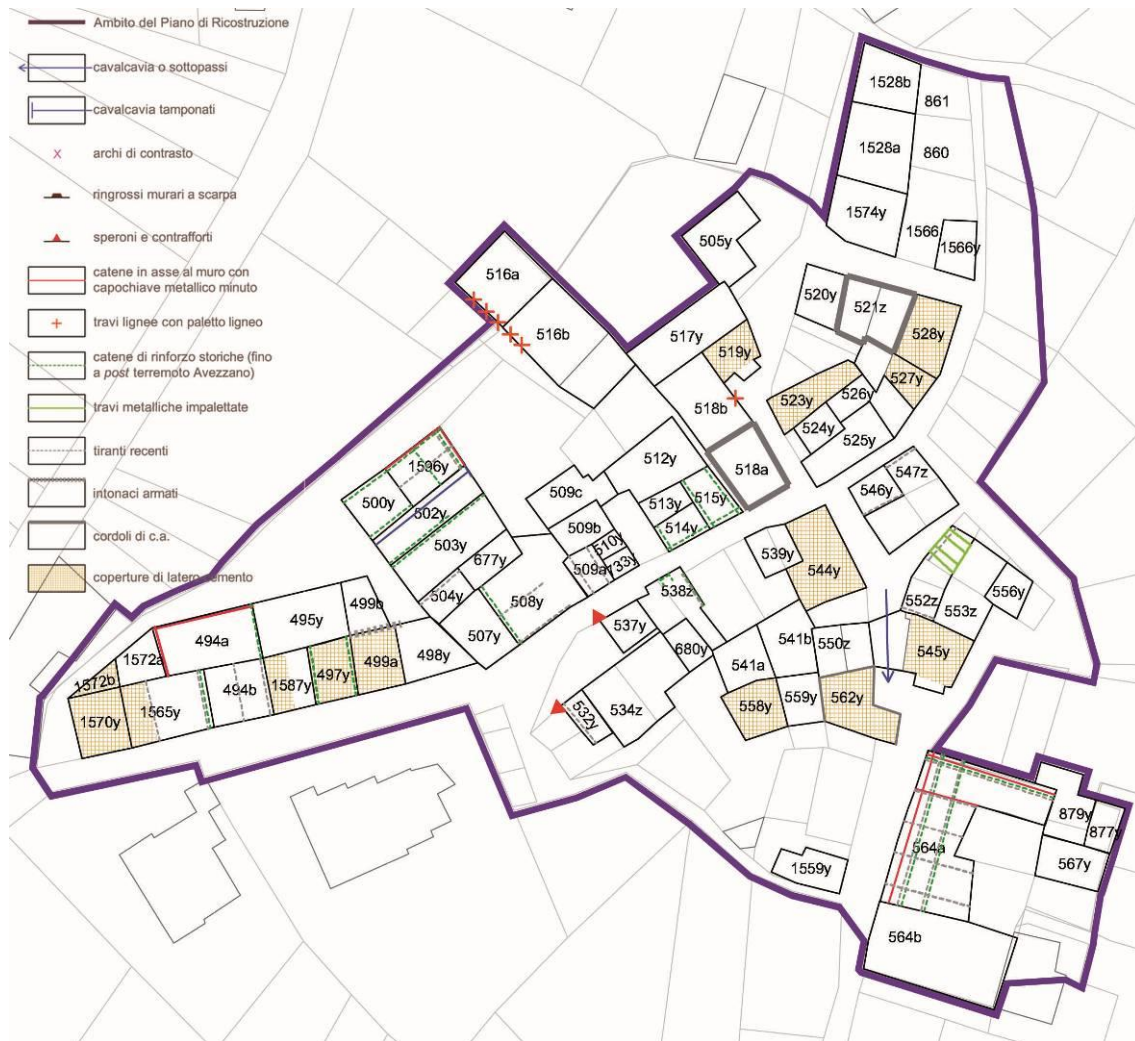 Ambito del Piano di Ricostruzione
cavalcavia o sottopassi
cavalcavia tamponati
archi di contrasto
ringrossi murari a scarpa
speroni e contrafforti
catene in asse al muro con
capochiave metallico minuto
travi lignee con paletto ligneo
catene di rinforzo storiche (fino
a post terremoto Avezzano)
travi metalliche impalettate
tiranti recenti
intonaci armati
cordoli di c.a.
coperture di latero-cemento
1528b
861
1528a
860
1574y
1566
1566y
505y
516a
516b
520y
521z
528y
517y
519y
527y
518b
523y
526y
524y
525y
518a
512y
547z
546y
1596y
500y
502y
503y
509c
509b
513y
515y
514y
510y
509a
133y
677y
504y
508y
507y
539y
544y
538z
537y
552z
553z
556y
499b
495y
494a
498y
499a
497y
1587y
494b
1572a
1572b
1565y
1570y
680y
541b
550z
541a
545y
558y
559y
562y
532y
534z
879y
877y
564a
567y
1559y
564b